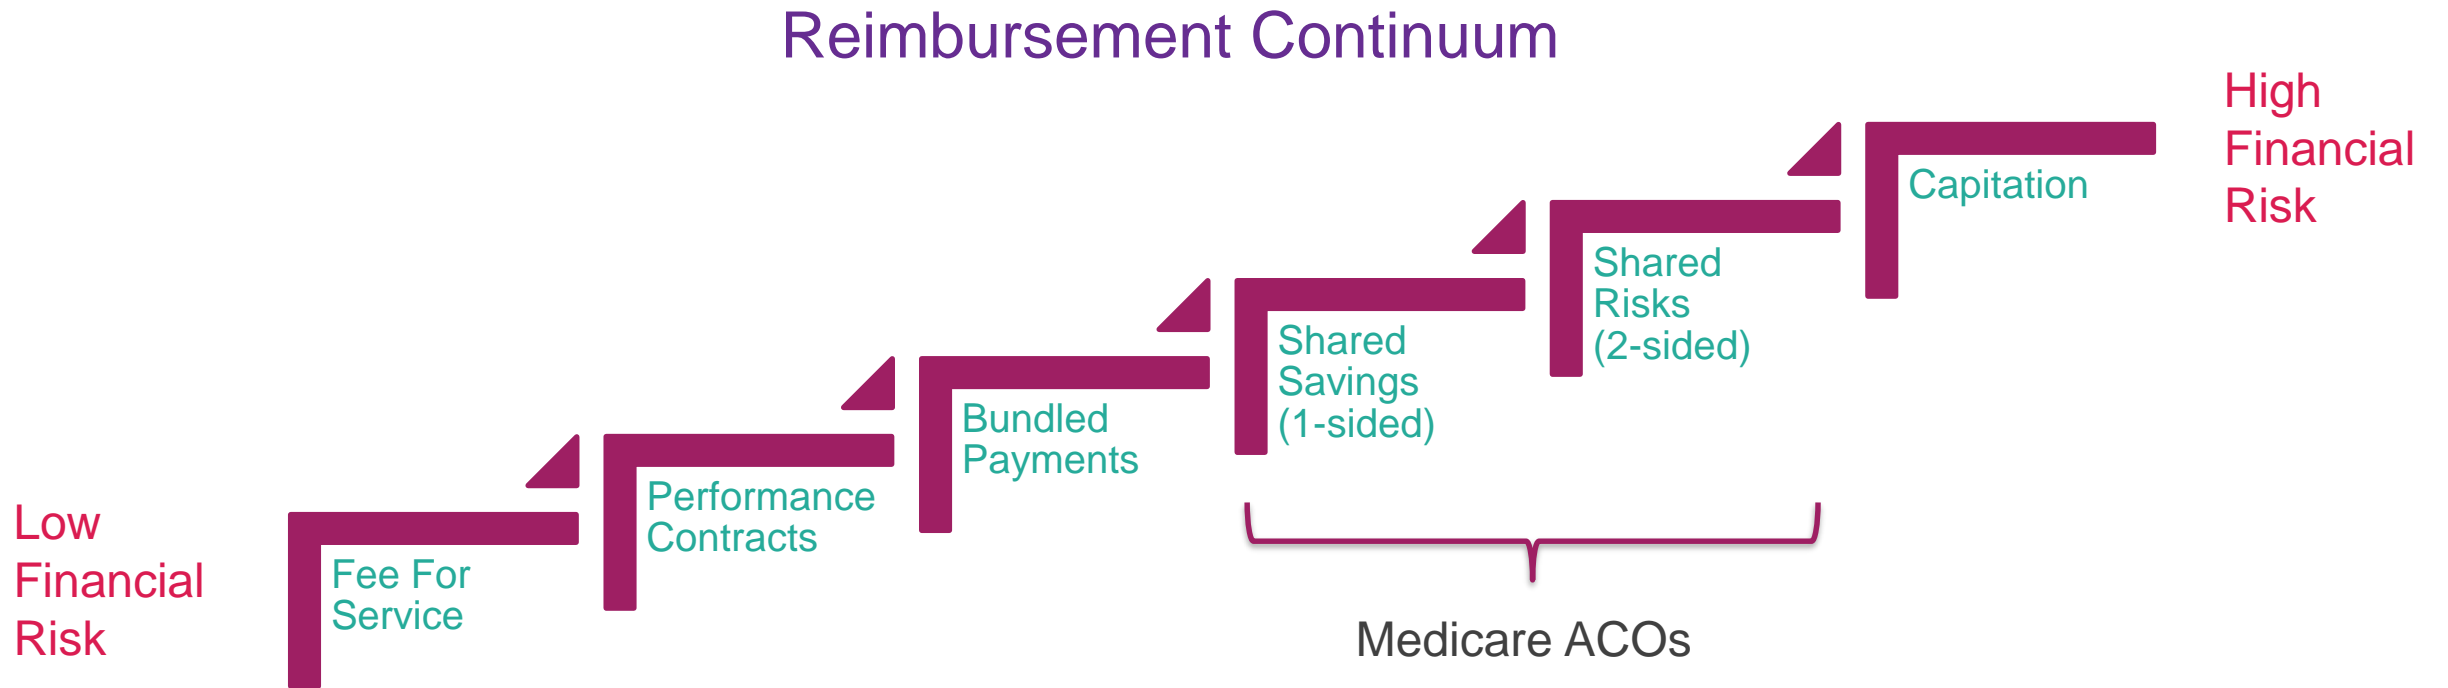 Reimbursement Continuum
Low
Financial
Risk
Fee For
Service
Performance
Contracts
Bundled
Payments
Shared
Savings
(1-sided)
Shared
Risks
(2-sided)
Capitation
High
Financial
Risk
Medicare ACOs